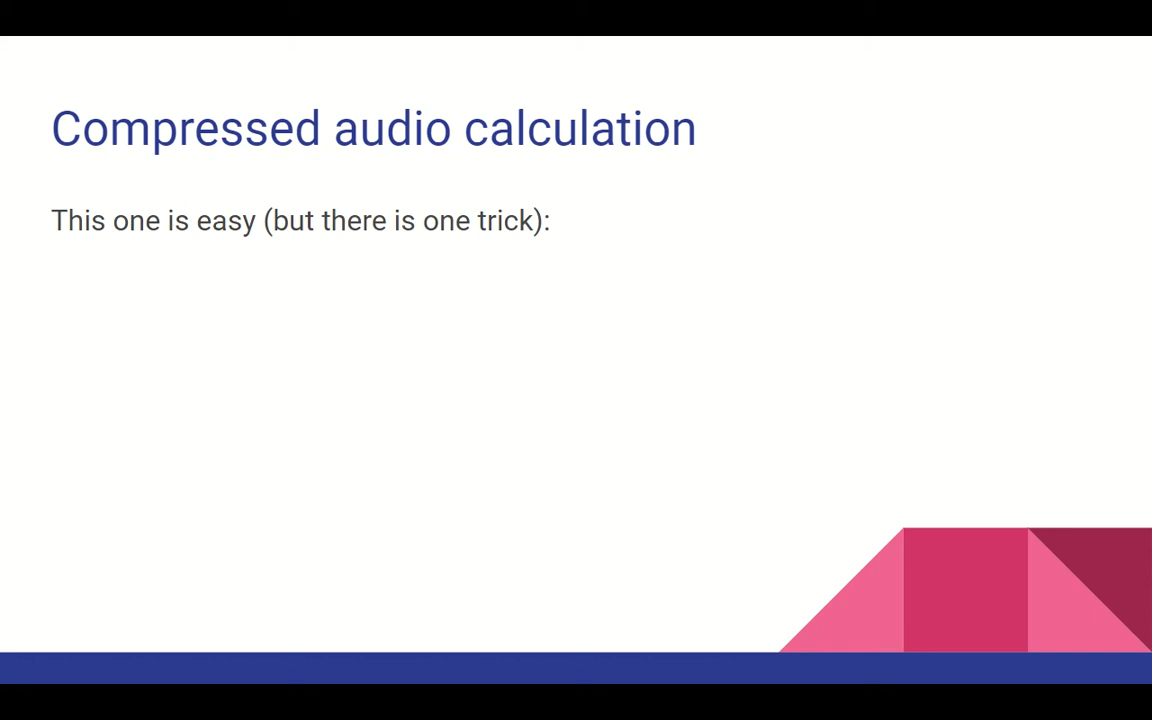 Compressed audio calculation
This one is easy (but there is one trick):